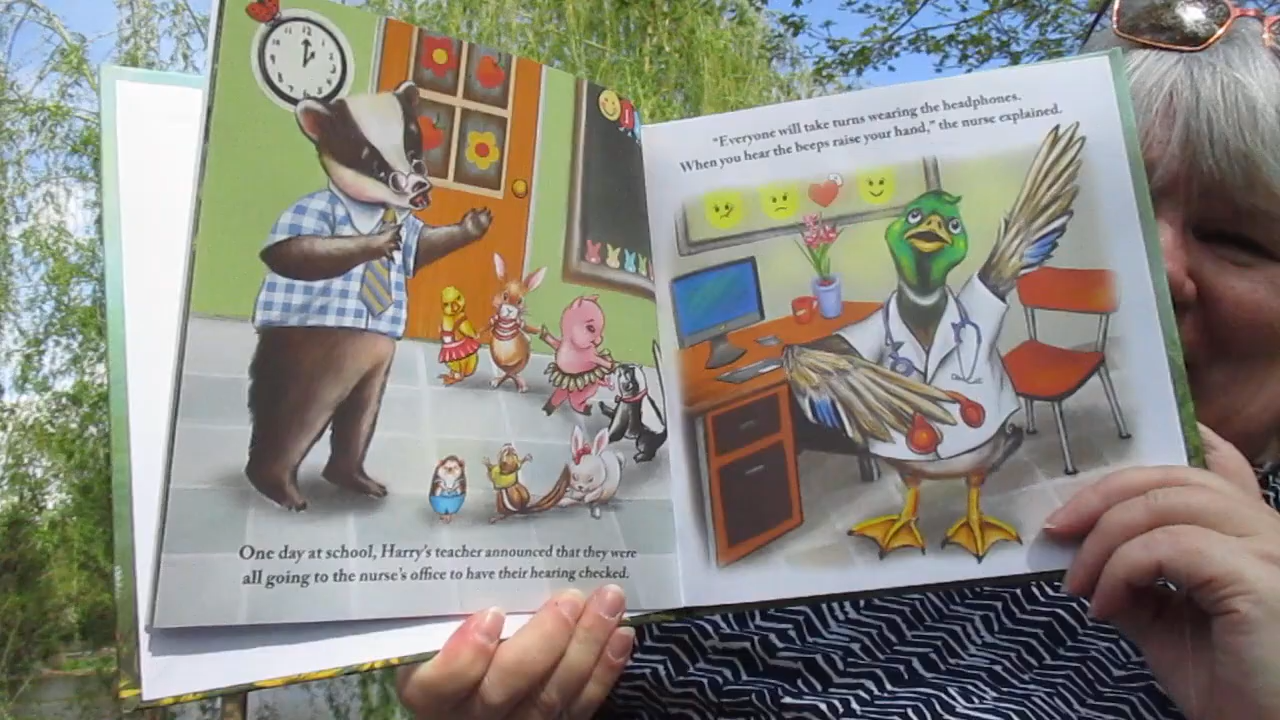 One day at school, Harry's teacher announced that they were
all going to the nurse's office to have their hearing checked.
"Everyone will take turns wearing the headphones.
When you hear the beeps raise your hand," the nurse explained.